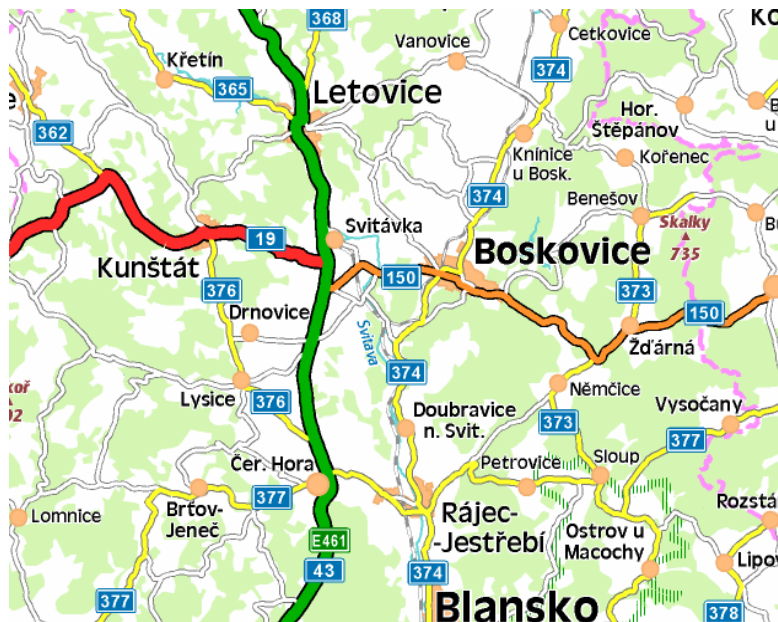 368
Cetkovice
Vanovice
Křetín
374
365
Letovice
Hor.
Štěpánov
362
Knínice
u Bosk.
Kořenec
374
Benešov
Skalky
735
Svitávka
19
Boskovice
Kunštát
150
376
373
150
Drnovice
Žďárná
Svitava
374
Lysice
376
Němčice
Doubravice
n. Svit.
373
Vysočany
377
Čer. Hora
Petrovice
Sloup
377
Brťov-
Jeneč
Lomnice
Rájec-
-Jestřebí
Rozstá
Ostrov u
Macochy
E461
43
374
Lipov
377
Blansko
378